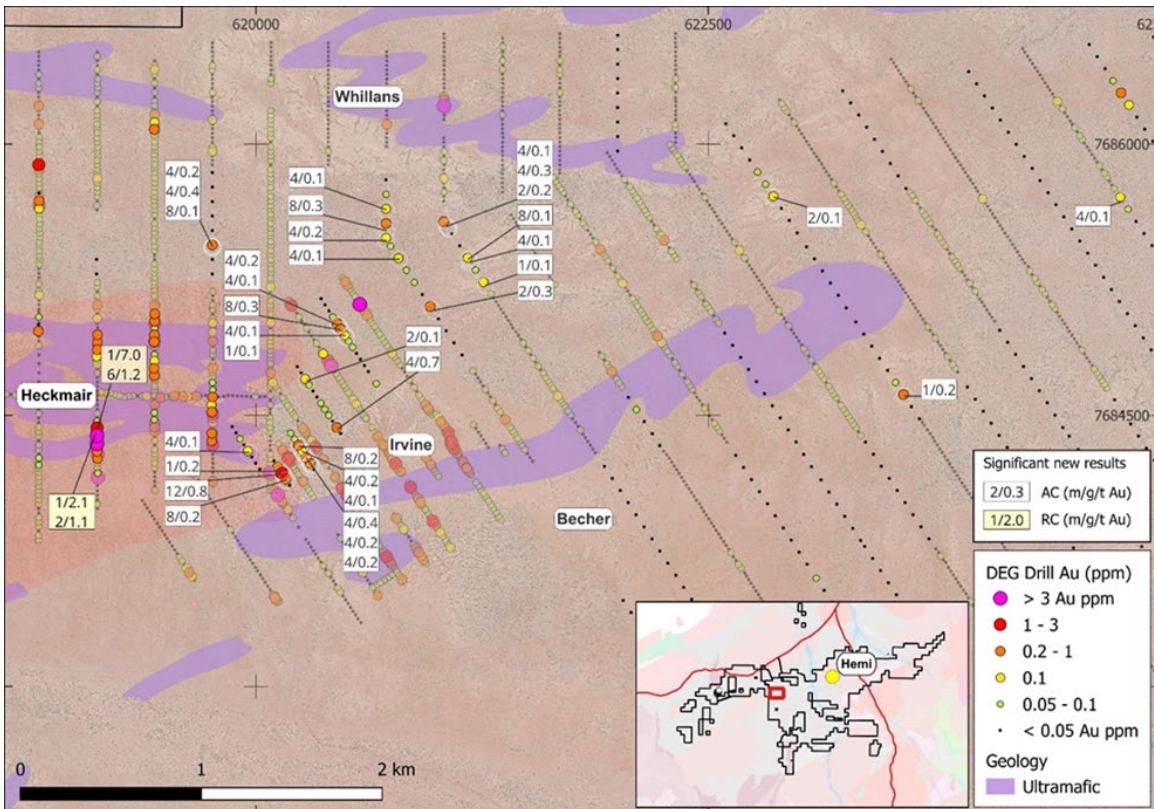 620000
622500
62
Whillans
7686000
4/0.2
4/0.4
8/0.1
4/0.1
8/0.3
4/0.2
4/0.1
4/0.1
4/0.3
2/0.2
8/0.1
4/0.1
1/0.1
2/0.3
2/0.1
4/0.1
4/0.2
4/0.1
8/0.3
4/0.1
1/0.1
2/0.1
4/0.7
1/7.0
6/1.2
Heckmair
1/0.2
7684500
Irvine
4/0.1
1/0.2
12/0.8
8/0.2
8/0.2
4/0.2
4/0.1
4/0.4
4/0.2
4/0.2
1/2.1
2/1.1
Becher
Significant new results
2/0.3 AC (m/g/t Au)
1/2.0 RC (m/g/t Au)
DEG Drill Au (ppm)
> 3 Au ppm
1 - 3
0.2 - 1
0.1
0.05 - 0.1
< 0.05 Au ppm
Geology
Ultramafic
Hemi
0 1 2 km